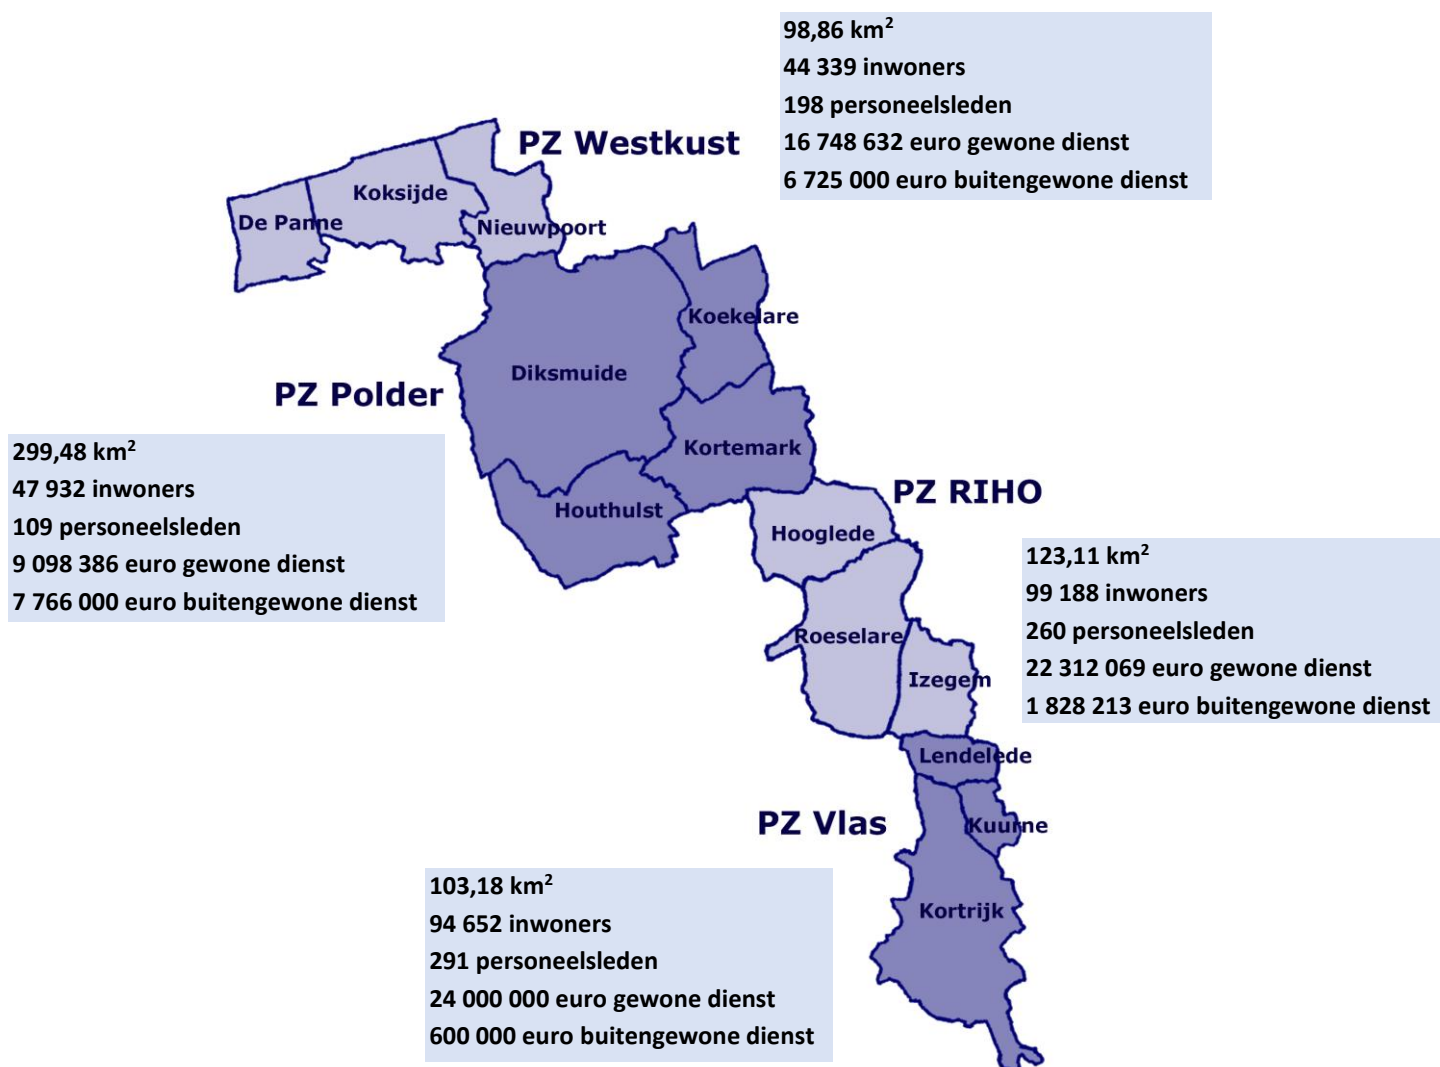 98,86 km²
44 339 inwoners
198 personeelsleden
16 748 632 euro gewone dienst
6 725 000 euro buitengewone dienst
PZ Westkust
Koksijde
De Panne
Nieuwpoort
Koekelare
Diksmuide
PZ Polder
Kortemark
299,48 km²
47 932 inwoners
109 personeelsleden
9 098 386 euro gewone dienst
7 766 000 euro buitengewone dienst
Houthulst
PZ RIHO
Hooglede
123,11 km²
99 188 inwoners
260 personeelsleden
22 312 069 euro gewone dienst
1 828 213 euro buitengewone dienst
Roeselare
Izegem
Lendelede
PZ Vlas
Kuurne
103,18 km²
94 652 inwoners
291 personeelsleden
24 000 000 euro gewone dienst
600 000 euro buitengewone dienst
Kortrijk